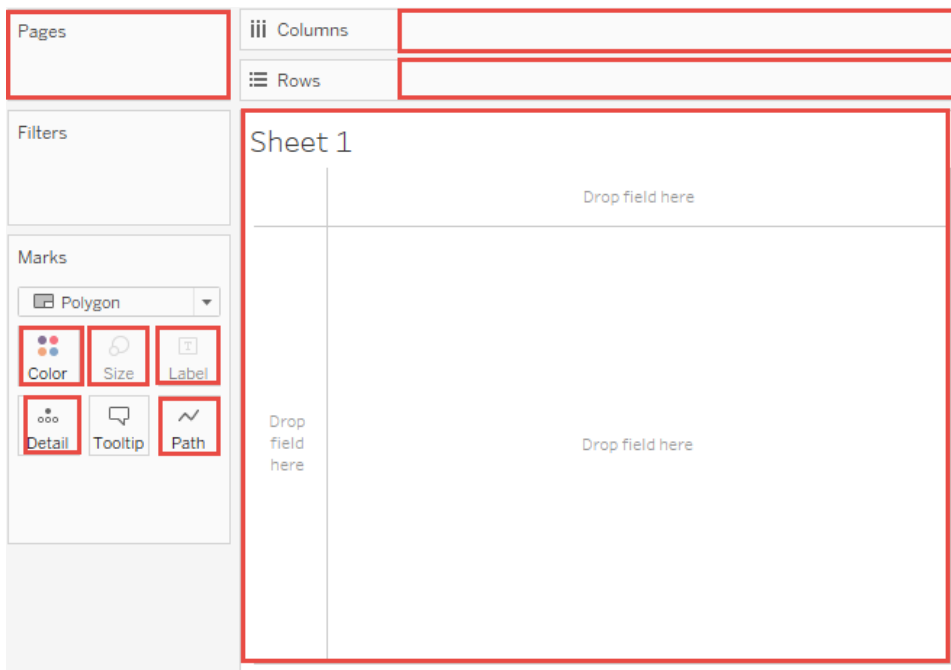 Pages
Columns
Rows
Filters
Sheet 1
Drop field here
Marks
Polygon
Color Size Label
T
Detail Tooltip Path
Drop
field
here
Drop field here